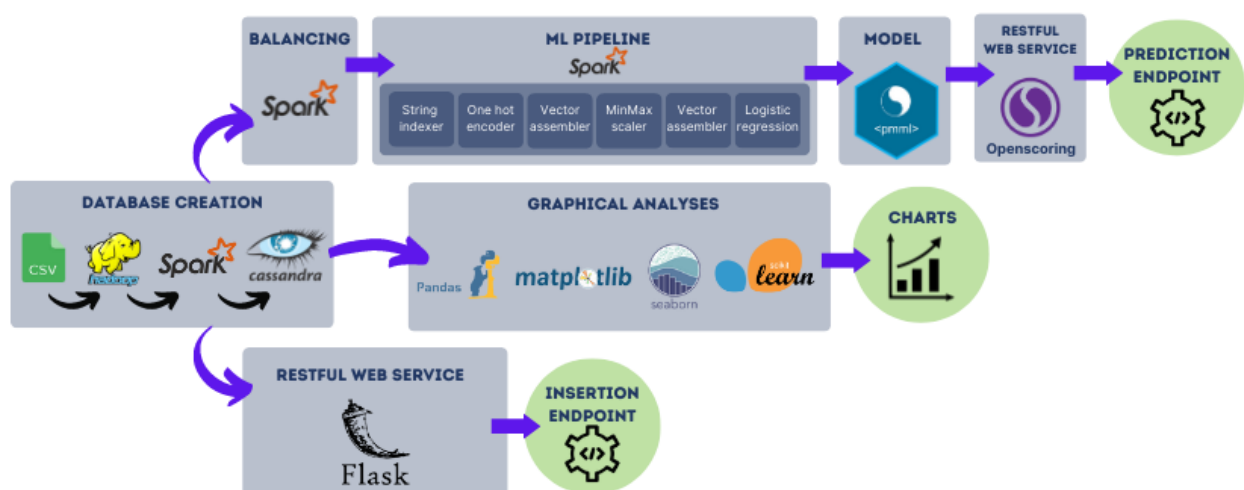 BALANCING
Spark
ML PIPELINE
Spark
String
indexer
One hot
encoder
Vector
assembler
MinMax
scaler
Vector
assembler
Logistic
regression
MODEL
<pmml>
RESTFUL
WEB SERVICE
Openscoring
PREDICTION
ENDPOINT
</>
DATABASE CREATION
CSV
hadoop
Spark
cassandra
GRAPHICAL ANALYSES
Pandas
matplotlib
seaborn
scikit
learn
CHARTS
RESTFUL WEB SERVICE
Flask
INSERTION
ENDPOINT
</>